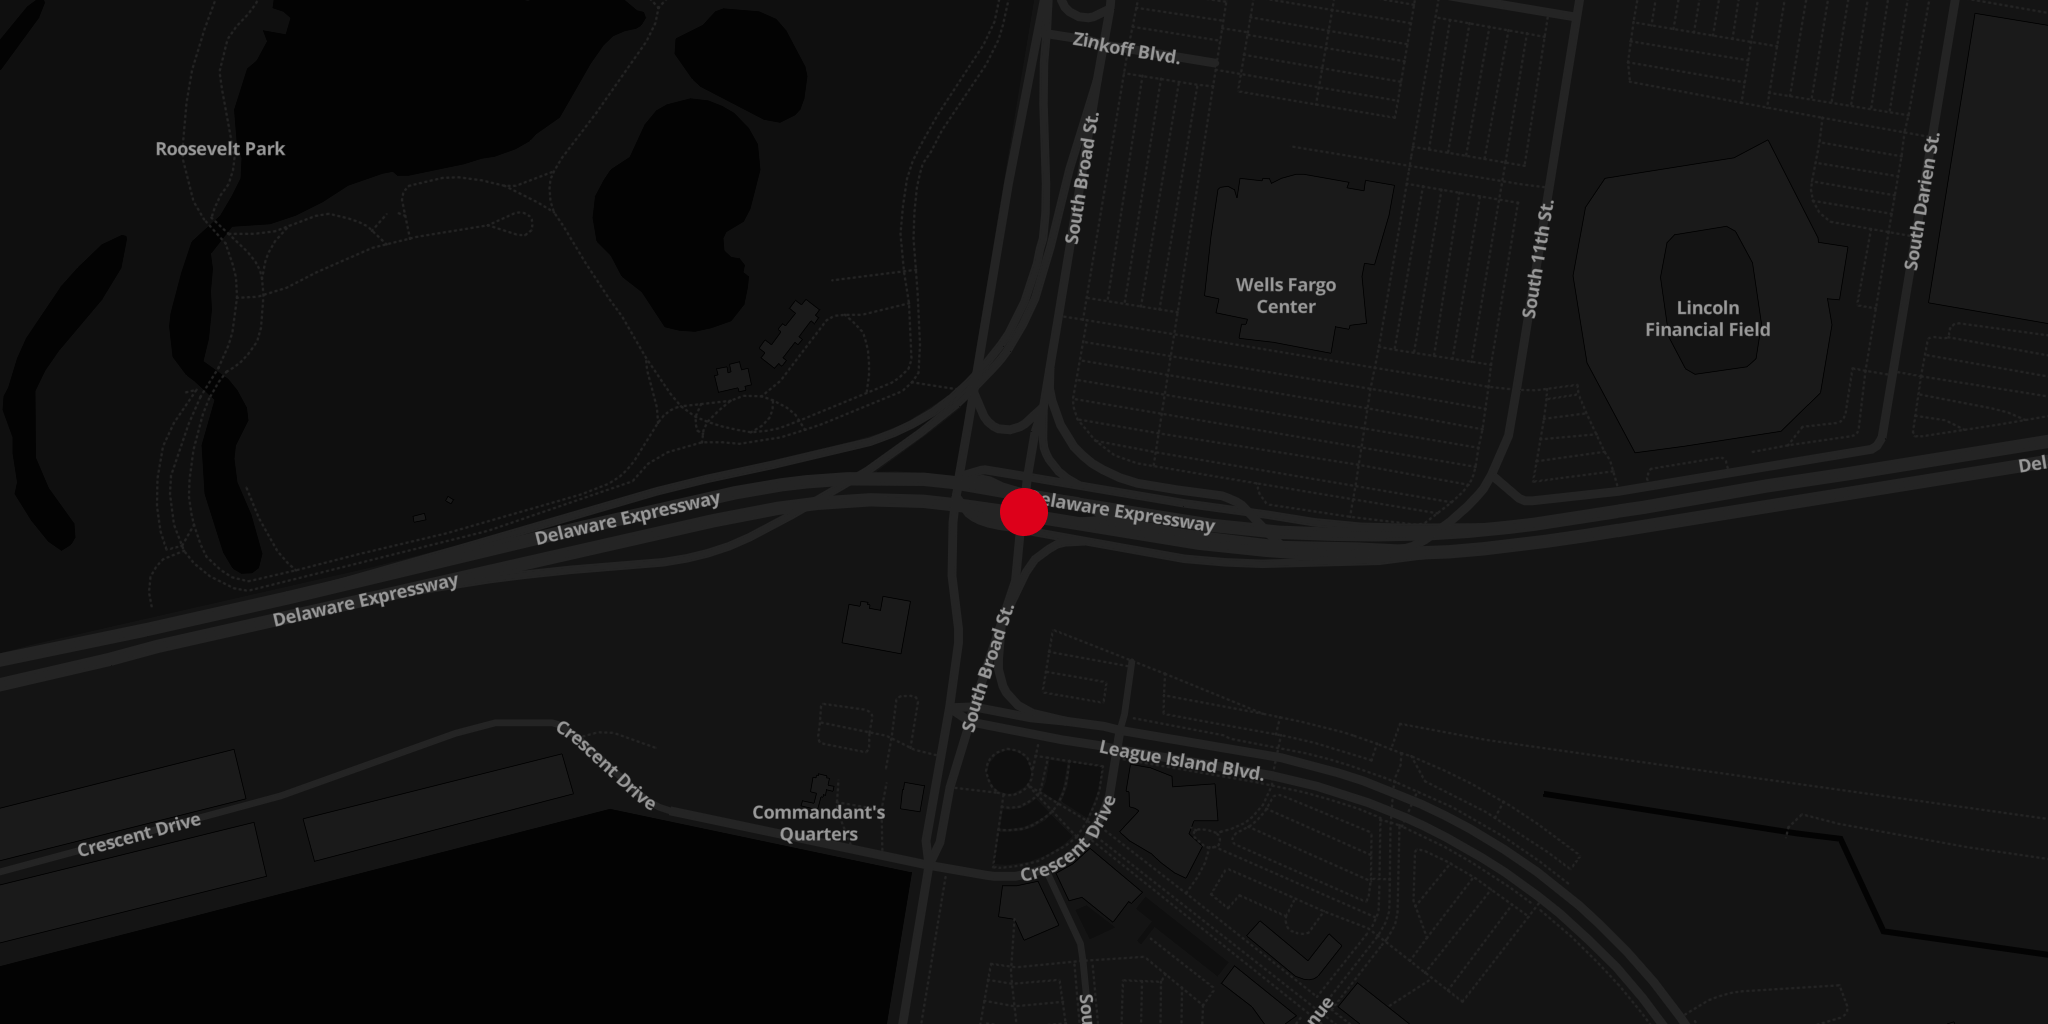 Zinkoff Blvd.
Roosevelt Park
South Broad St.
South 11th St.
South Darien St.
Wells Fargo
Center
Lincoln
Financial Field
Delaware Expressway
elaware Expressway
Del
Delaware Expressway
South Broad St.
Crescent Drive
League Island Blvd.
Commandant's
Quarters
Crescent Drive
Crescent Drive
Sou
nue